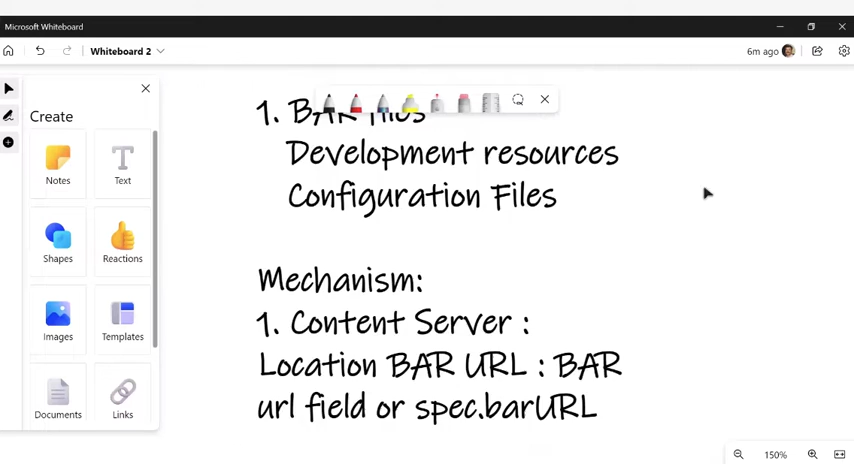 Microsoft Whiteboard
Whiteboard 2
6m ago
Create
Notes
Text
Shapes
Reactions
Images
Templates
Documents
Links
1. BAR files
Development resources
Configuration Files
Mechanism:
1. Content Server :
Location BAR URL : BAR
url field or spec.barURL
150%